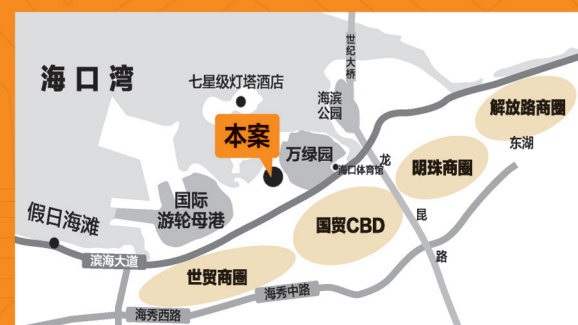 世纪大桥
海口湾
七星级灯塔酒店
海滨
公园
解放路商圈
本案
万绿园
东湖
海口体育馆
龙
明珠商圈
国际
游轮母港
假日海滩
昆
国贸CBD
路
滨海大道
世贸商圈
海秀中路
海秀西路